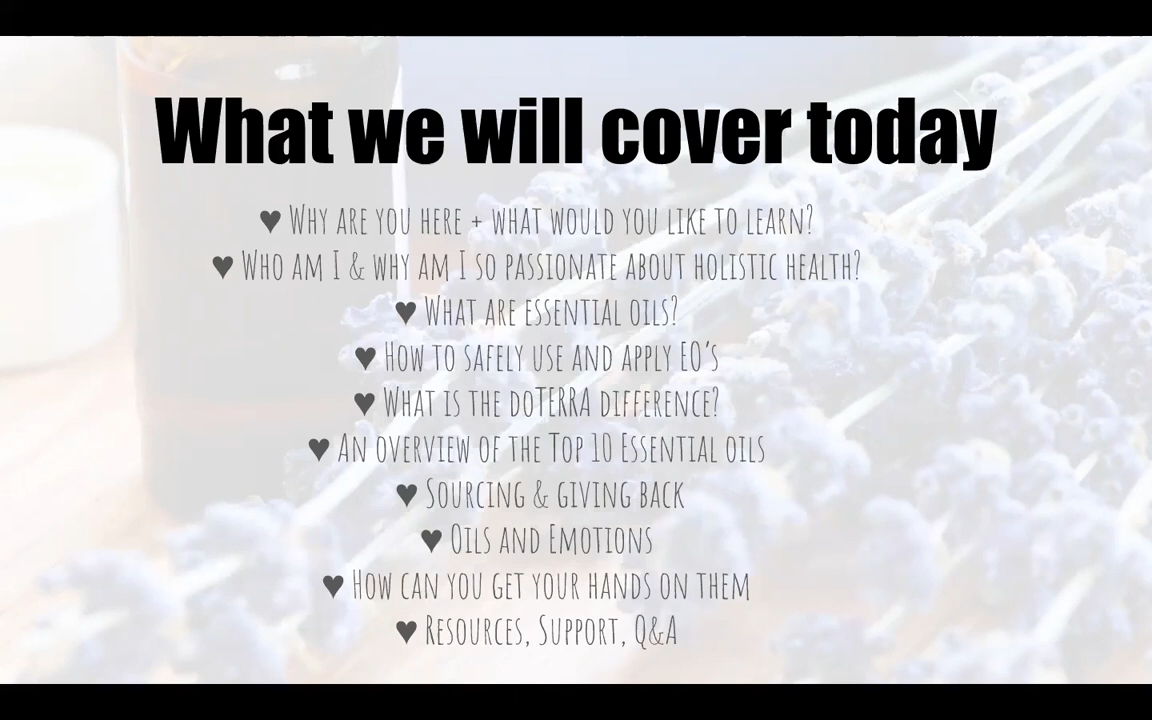 What we will cover today
♥ Why are you here + what would you like to learn?
♥ Who am I & why am I so passionate about holistic health?
♥ What are essential oils?
♥ How to safely use and apply EO's
♥ What is the doTERRA difference?
♥ An overview of the Top 10 Essential oils
♥ Sourcing & giving back
♥ Oils and Emotions
♥ How can you get your hands on them
♥ Resources, Support, Q&A